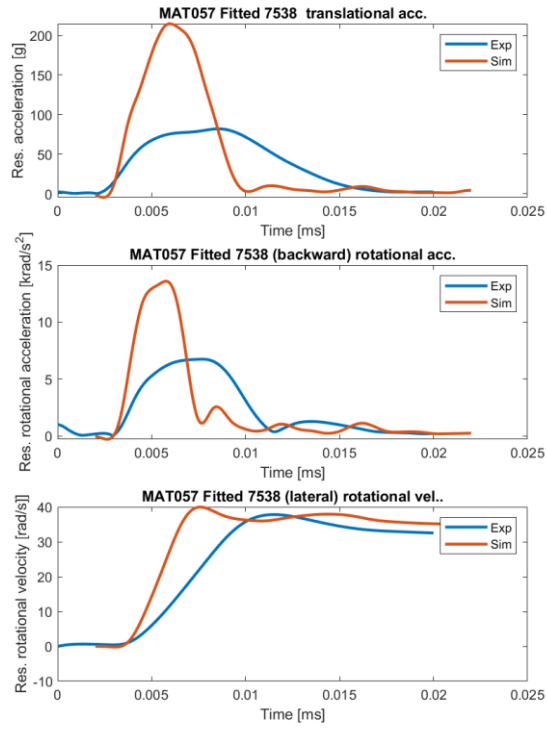 MAT057 Fitted 7538  translational acc.
Res. acceleration [g]
200
150
100
50
0
0
0.005
0.01
0.015
0.02
0.025
Time [ms]
Exp
Sim
MAT057 Fitted 7538 (backward) rotational acc.
Res. rotational acceleration [krad/s²]
15
10
5
0
0
0.005
0.01
0.015
0.02
0.025
Time [ms]
Exp
Sim
MAT057 Fitted 7538 (lateral) rotational vel..
Res. rotational velocity [rad/s]]
40
30
20
10
0
-10
0
0.005
0.01
0.015
0.02
0.025
Time [ms]
Exp
Sim